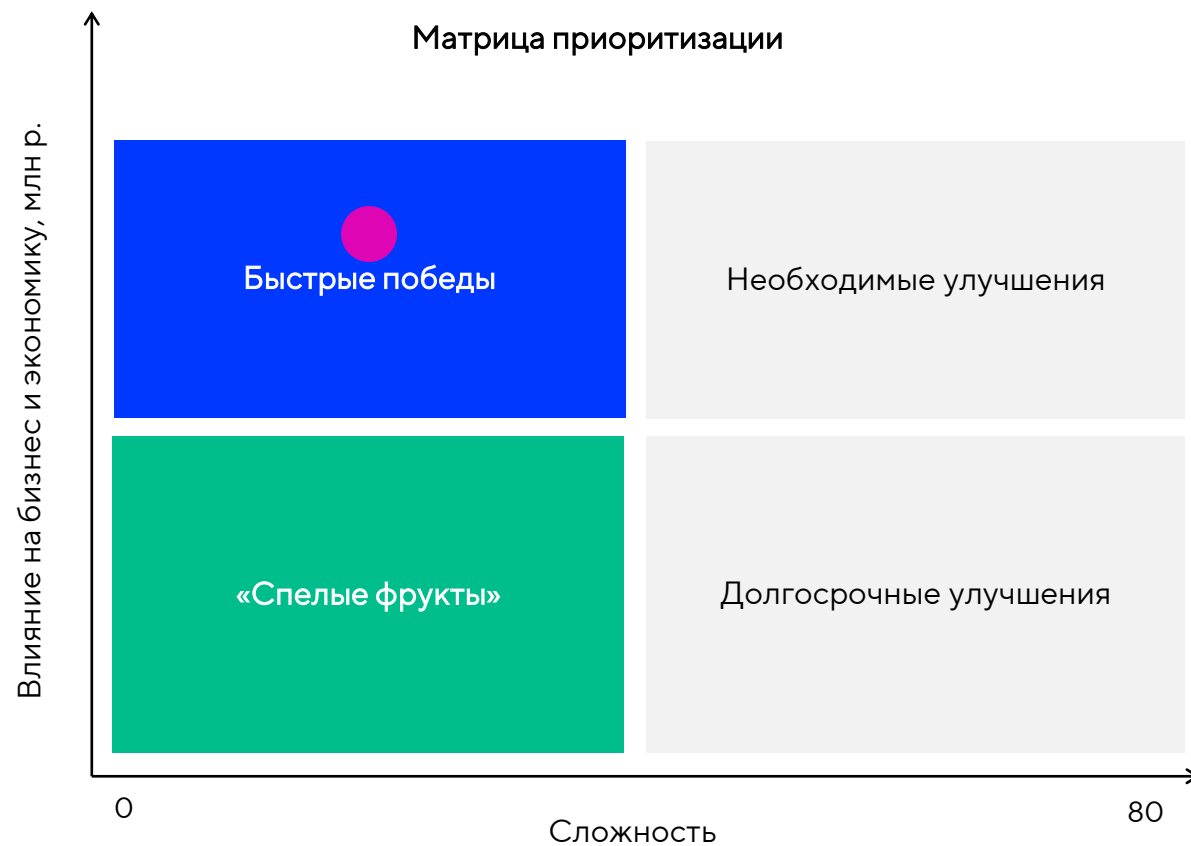 Матрица приоритизации
Влияние на бизнес и экономику, млн р.
Быстрые победы
Необходимые улучшения
«Спелые фрукты»
Долгосрочные улучшения
0
80
Сложность